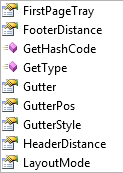 FirstPageTray
FooterDistance
GetHashCode
GetType
Gutter
GutterPos
GutterStyle
HeaderDistance
LayoutMode